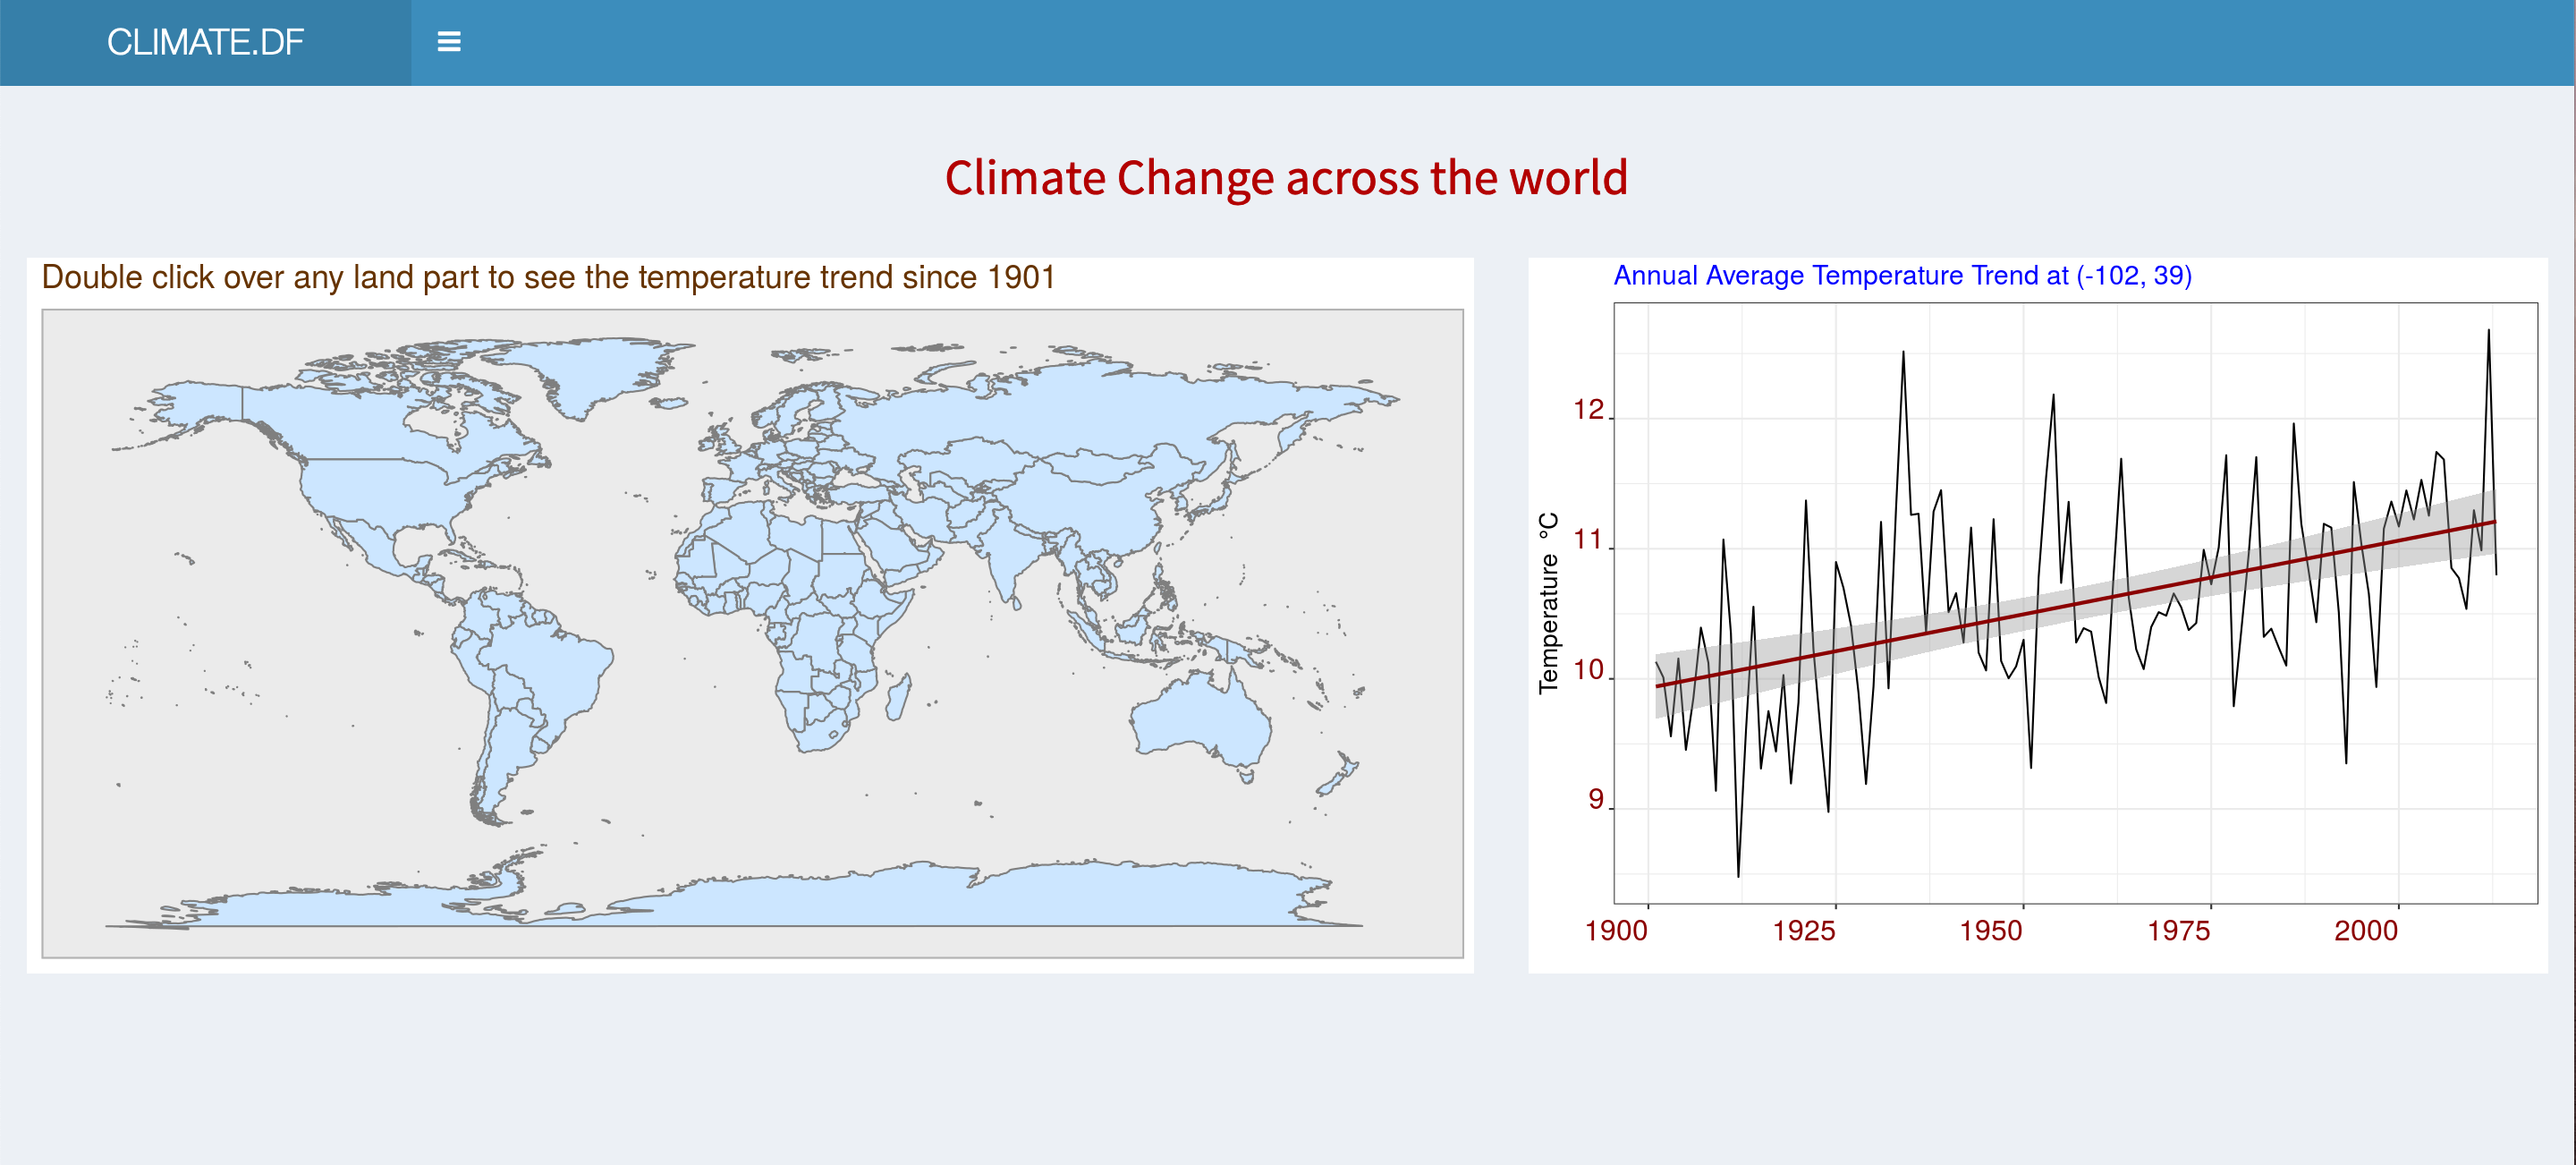 CLIMATE.DF
Climate Change across the world
Double click over any land part to see the temperature trend since 1901
Annual Average Temperature Trend at (-102, 39)
Temperature °C
12
11
10
9
1900 1925 1950 1975 2000